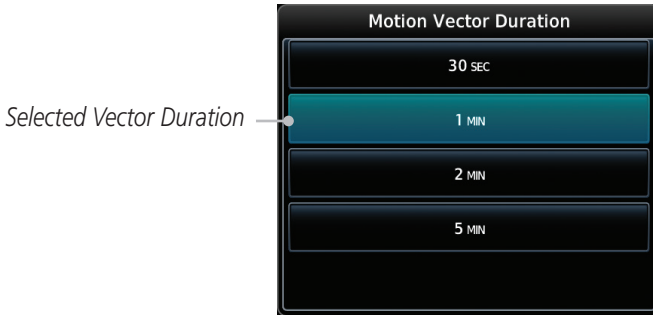 Motion Vector Duration
30 SEC
Selected Vector Duration
1 MIN
2 MIN
5 MIN